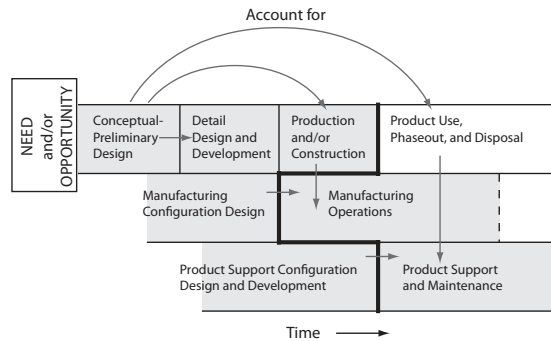 Account for
NEED
and/or
OPPORTUNITY
Conceptual-
Preliminary
Design
Detail
Design and
Development
Production
and/or
Construction
Product Use,
Phaseout, and Disposal
Manufacturing
Configuration Design
Manufacturing
Operations
Product Support Configuration
Design and Development
Product Support
and Maintenance
Time